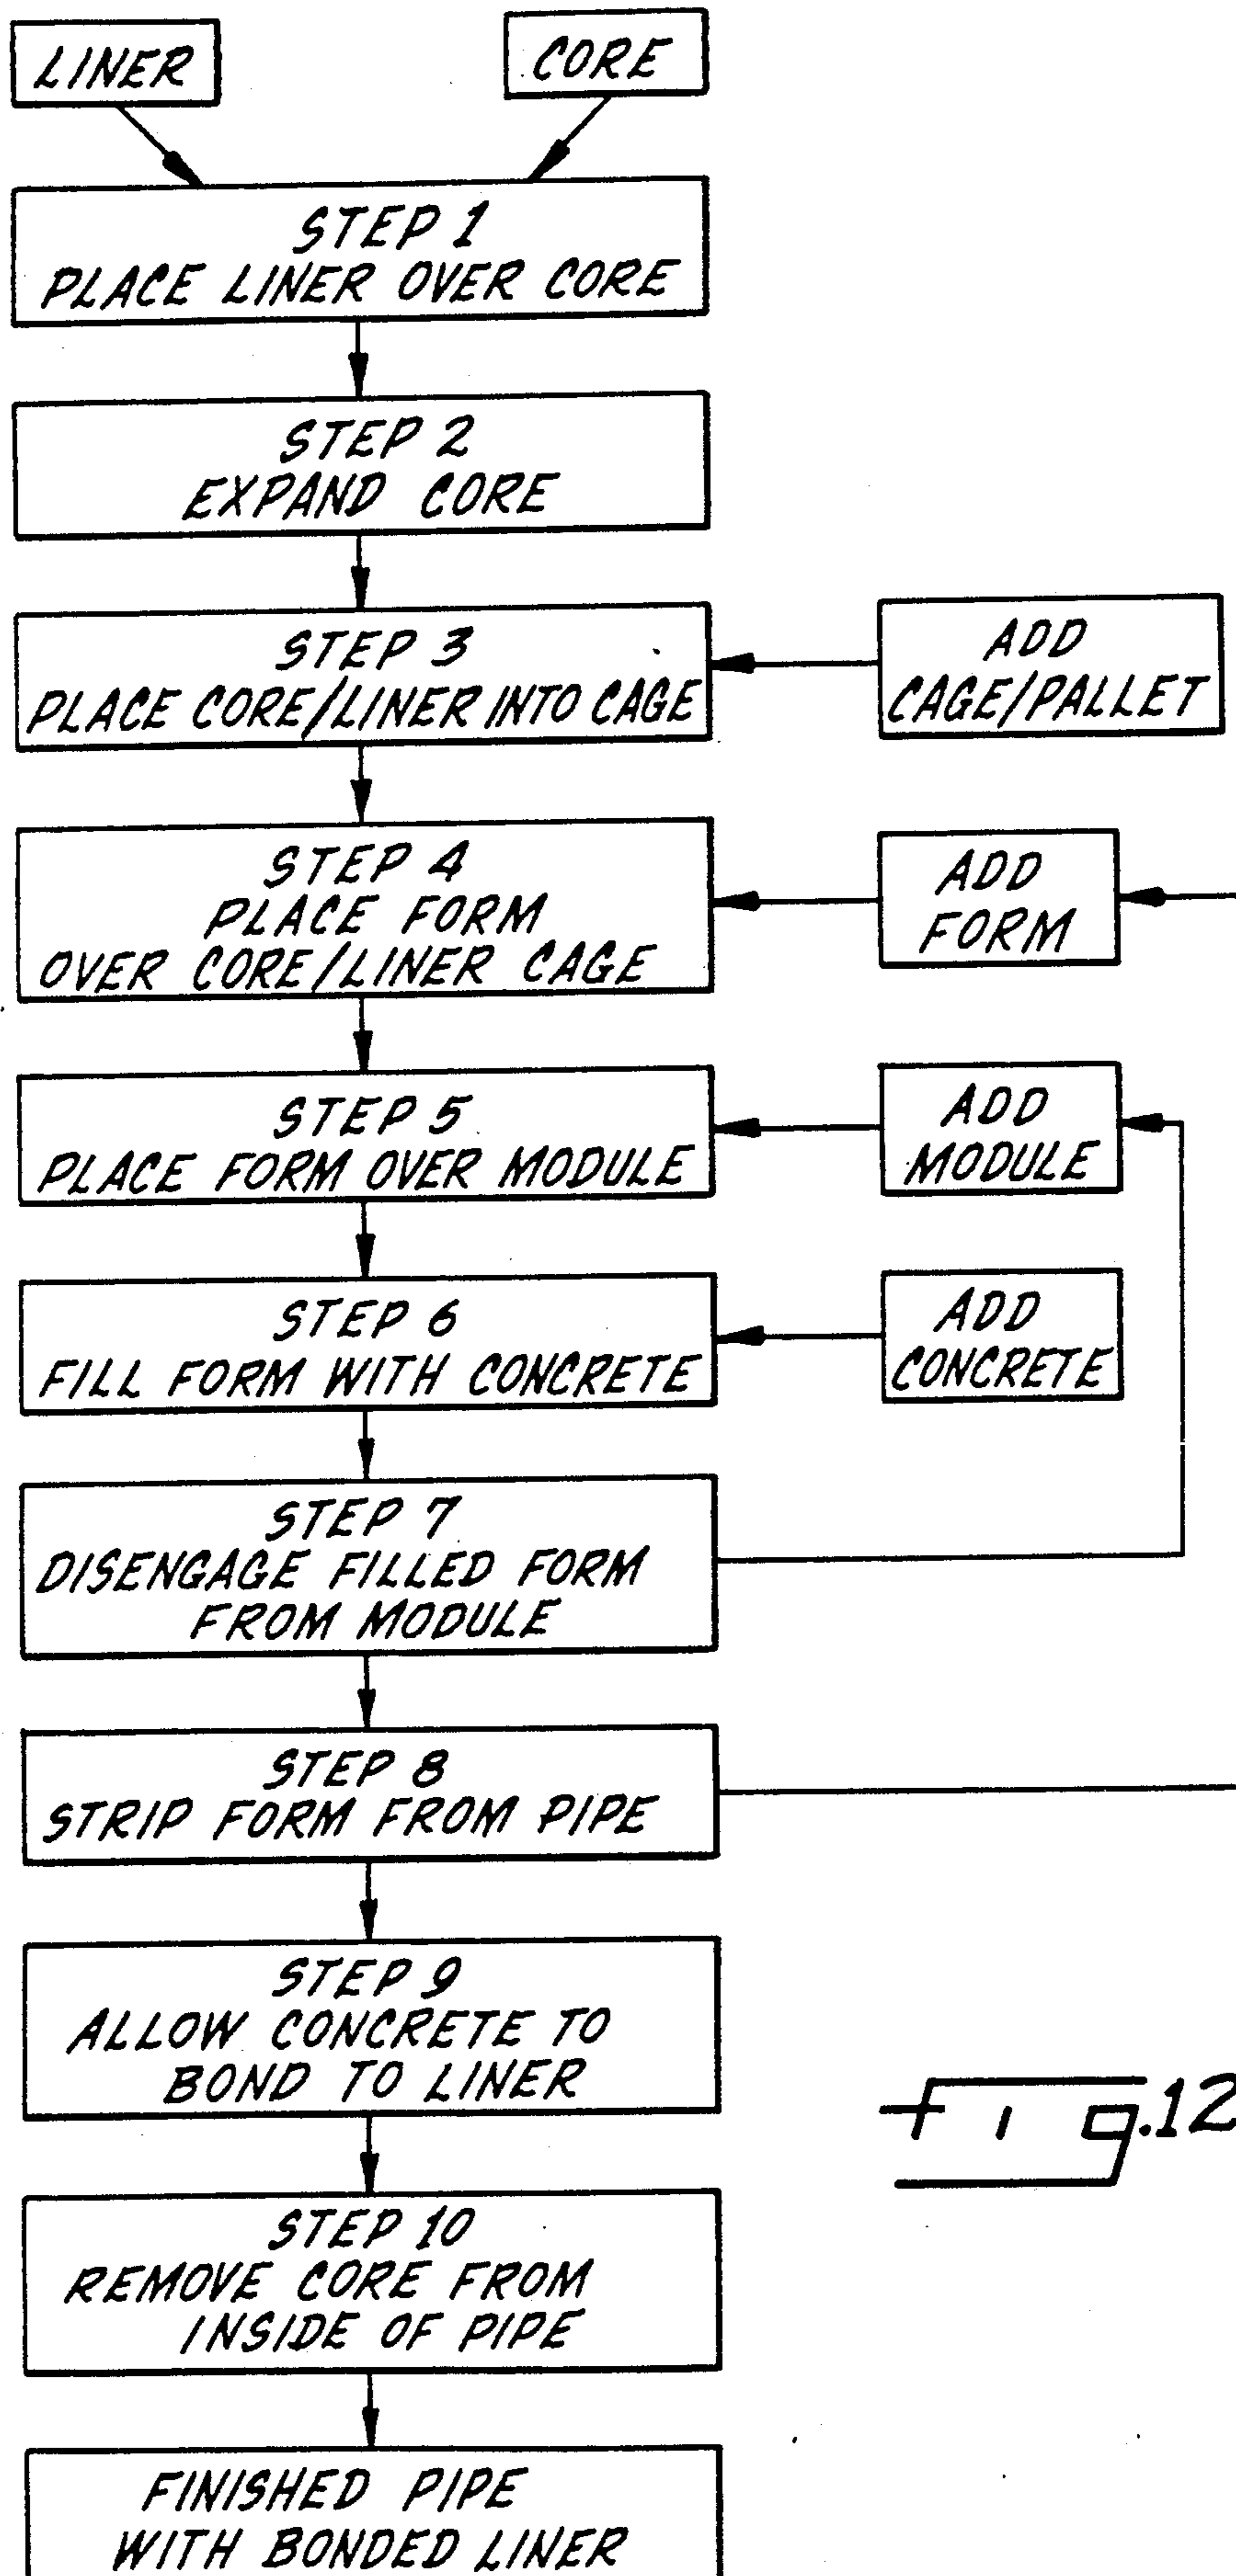 LINER
CORE
STEP 1
PLACE LINER OVER CORE
STEP 2
EXPAND CORE
STEP 3
PLACE CORE/LINER INTO CAGE
ADD
CAGE/PALLET
STEP 4
PLACE FORM
OVER CORE/LINER CAGE
ADD
FORM
STEP 5
PLACE FORM OVER MODULE
ADD
MODULE
STEP 6
FILL FORM WITH CONCRETE
ADD
CONCRETE
STEP 7
DISENGAGE FILLED FORM
FROM MODULE
STEP 8
STRIP FORM FROM PIPE
STEP 9
ALLOW CONCRETE TO
BOND TO LINER
Fig.12
STEP 10
REMOVE CORE FROM
INSIDE OF PIPE
FINISHED PIPE
WITH BONDED LINER